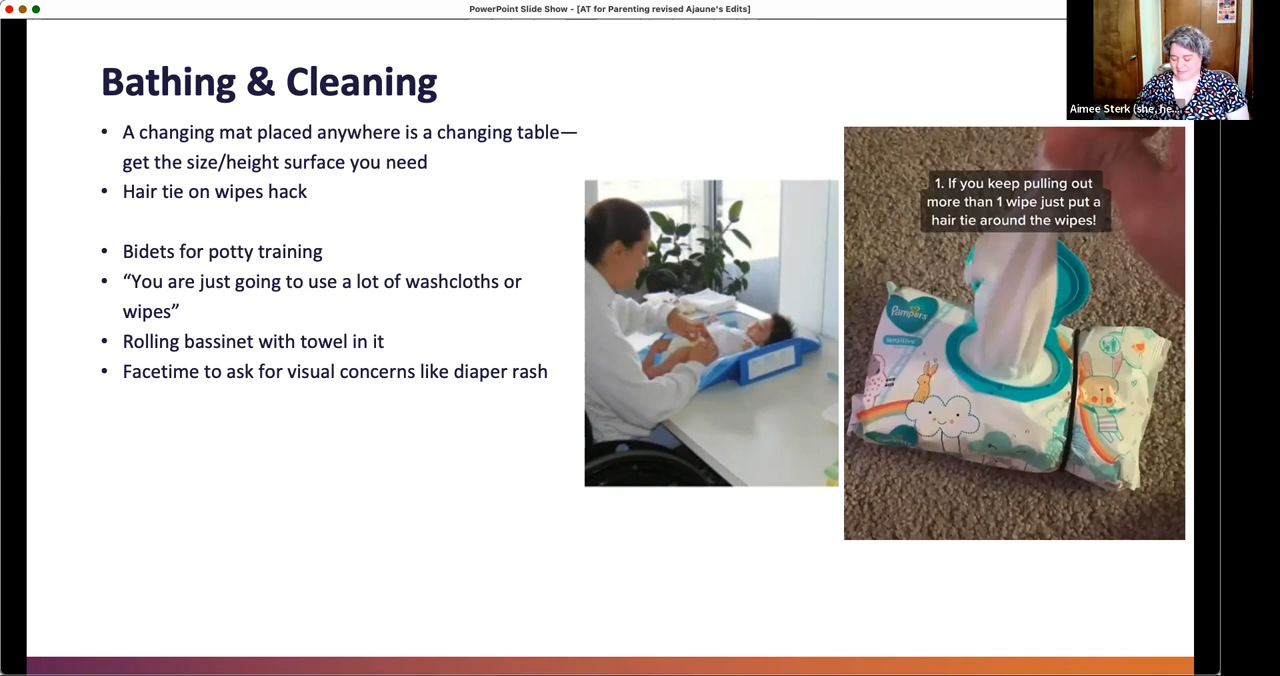 PowerPoint Slide Show - [AT for Parenting revised Ajaune's Edits]
Aimee Sterk (she, he...
Bathing & Cleaning
• A changing mat placed anywhere is a changing table—
get the size/height surface you need
• Hair tie on wipes hack
• Bidets for potty training
• “You are just going to use a lot of washcloths or
wipes”
• Rolling bassinet with towel in it
• Facetime to ask for visual concerns like diaper rash
1. If you keep pulling out
more than 1 wipe just put a
hair tie around the wipes!
Pampers
sensitive